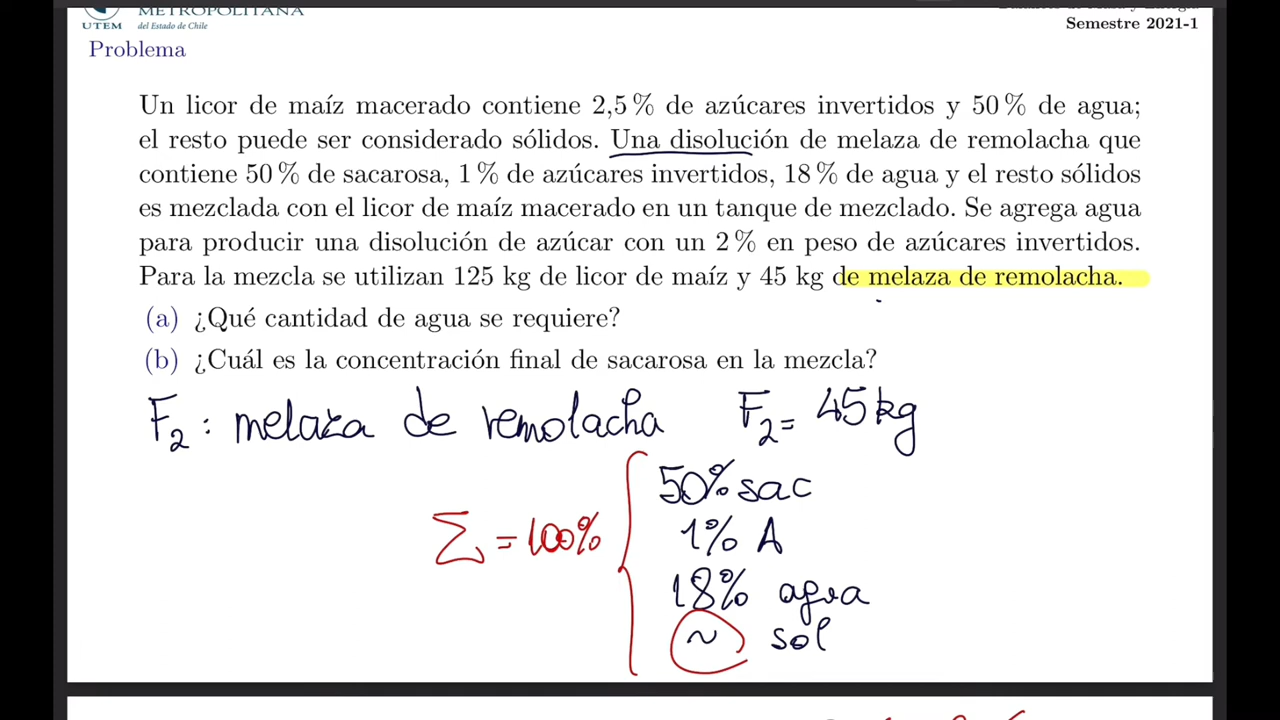 METROPOLITANA
UTEM del Estado de Chile
Semestre 2021-1
Problema
Un licor de maíz macerado contiene 2,5 % de azúcares invertidos y 50 % de agua;
el resto puede ser considerado sólidos. Una disolución de melaza de remolacha que
contiene 50 % de sacarosa, 1 % de azúcares invertidos, 18 % de agua y el resto sólidos
es mezclada con el licor de maíz macerado en un tanque de mezclado. Se agrega agua
para producir una disolución de azúcar con un 2 % en peso de azúcares invertidos.
Para la mezcla se utilizan 125 kg de licor de maíz y 45 kg de melaza de remolacha.
(a) ¿Qué cantidad de agua se requiere?
(b) ¿Cuál es la concentración final de sacarosa en la mezcla?
F2 : melaza de remolacha F2 = 45 kg
50% sac
Σ = 100% 1% A
18% agua
~ sol